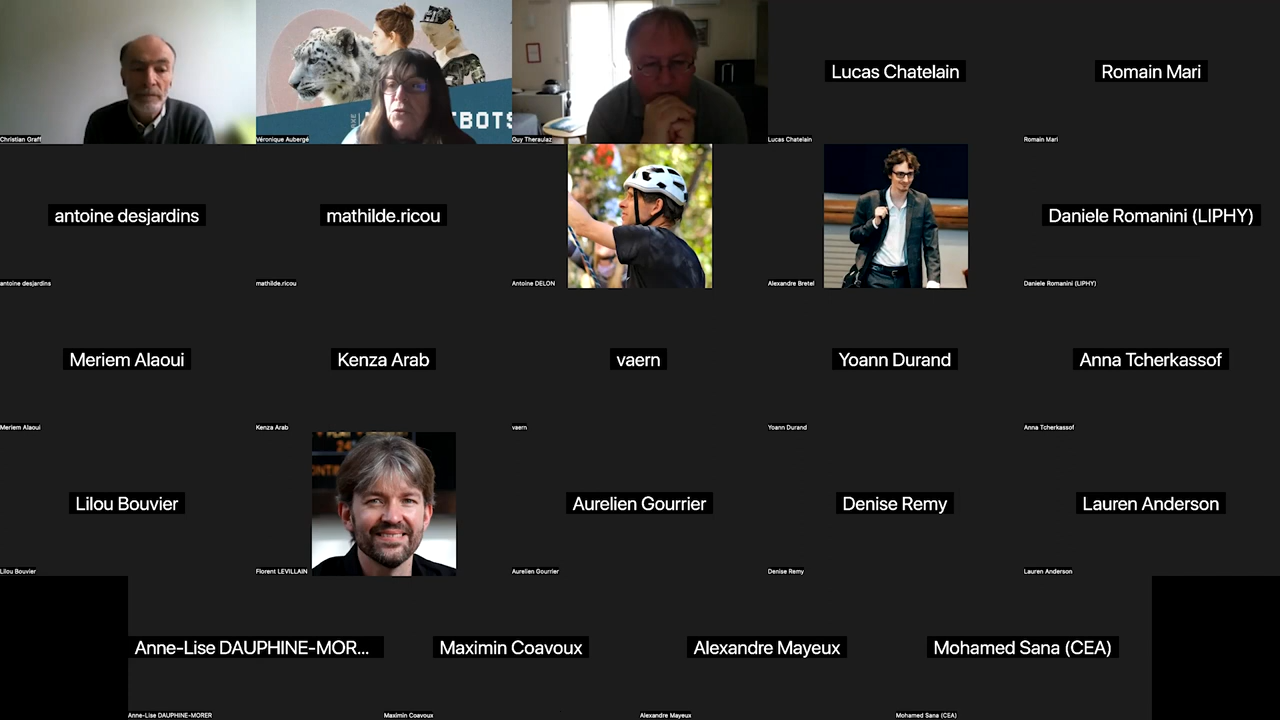 BOTS
Christian Graff
Véronique Aubergé
Guy Theraulaz
Lucas Chatelain
Lucas Chatelain
Romain Mari
Romain Mari
antoine desjardins
antoine desjardins
mathilde.ricou
mathilde.ricou
Antoine DELON
Alexandre Bretel
Daniele Romanini (LIPHY)
Daniele Romanini (LIPHY)
Meriem Alaoui
Meriem Alaoui
Kenza Arab
Kenza Arab
vaern
vaern
Yoann Durand
Yoann Durand
Anna Tcherkassof
Anna Tcherkassof
Lilou Bouvier
Lilou Bouvier
Florent LEVILLAIN
Aurelien Gourrier
Aurelien Gourrier
Denise Remy
Denise Remy
Lauren Anderson
Lauren Anderson
Anne-Lise DAUPHINE-MOR...
Anne-Lise DAUPHINE-MORER
Maximin Coavoux
Maximin Coavoux
Alexandre Mayeux
Alexandre Mayeux
Mohamed Sana (CEA)
Mohamed Sana (CEA)